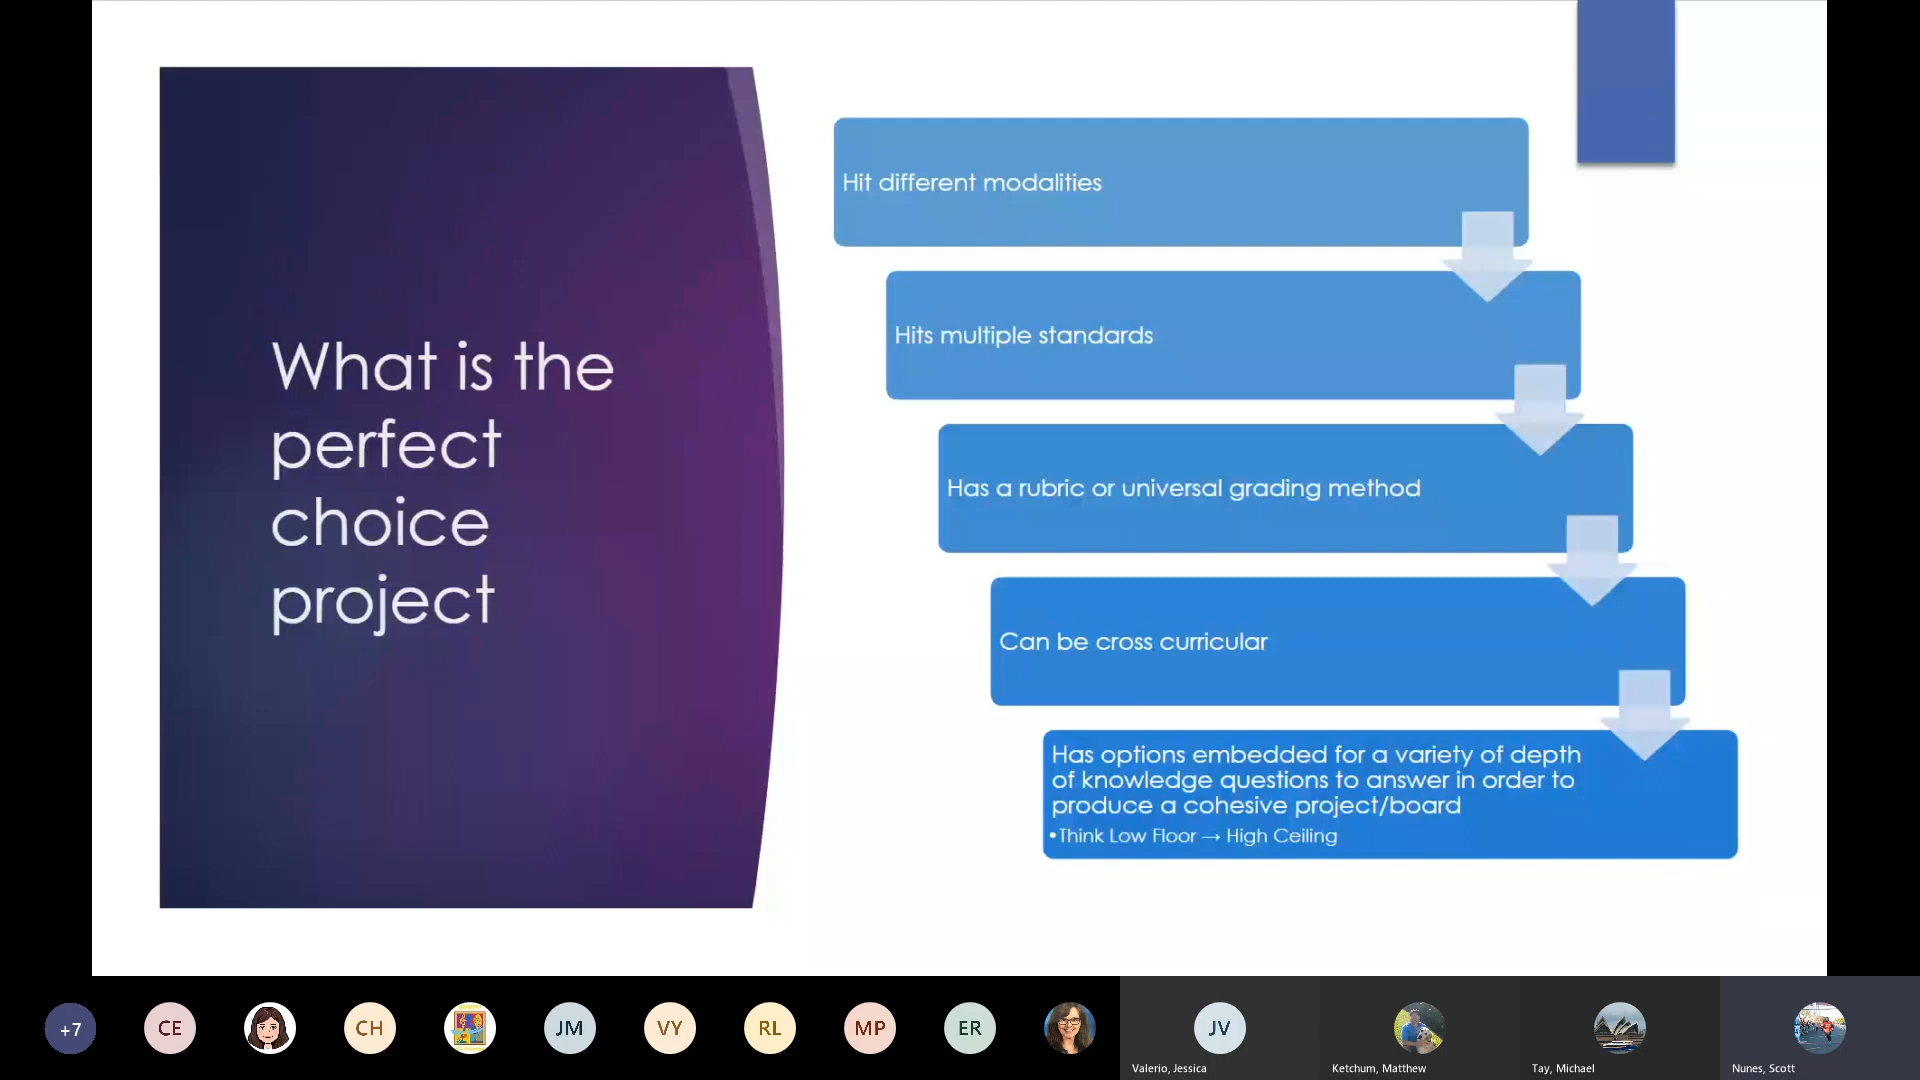 What is the
perfect
choice
project
Hit different modalities
Hits multiple standards
Has a rubric or universal grading method
Can be cross curricular
Has options embedded for a variety of depth
of knowledge questions to answer in order to
produce a cohesive project/board
•Think Low Floor → High Ceiling
+7
CE
CH
JM
VY
RL
MP
ER
JV
Valerio, Jessica
Ketchum, Matthew
Tay, Michael
Nunes, Scott